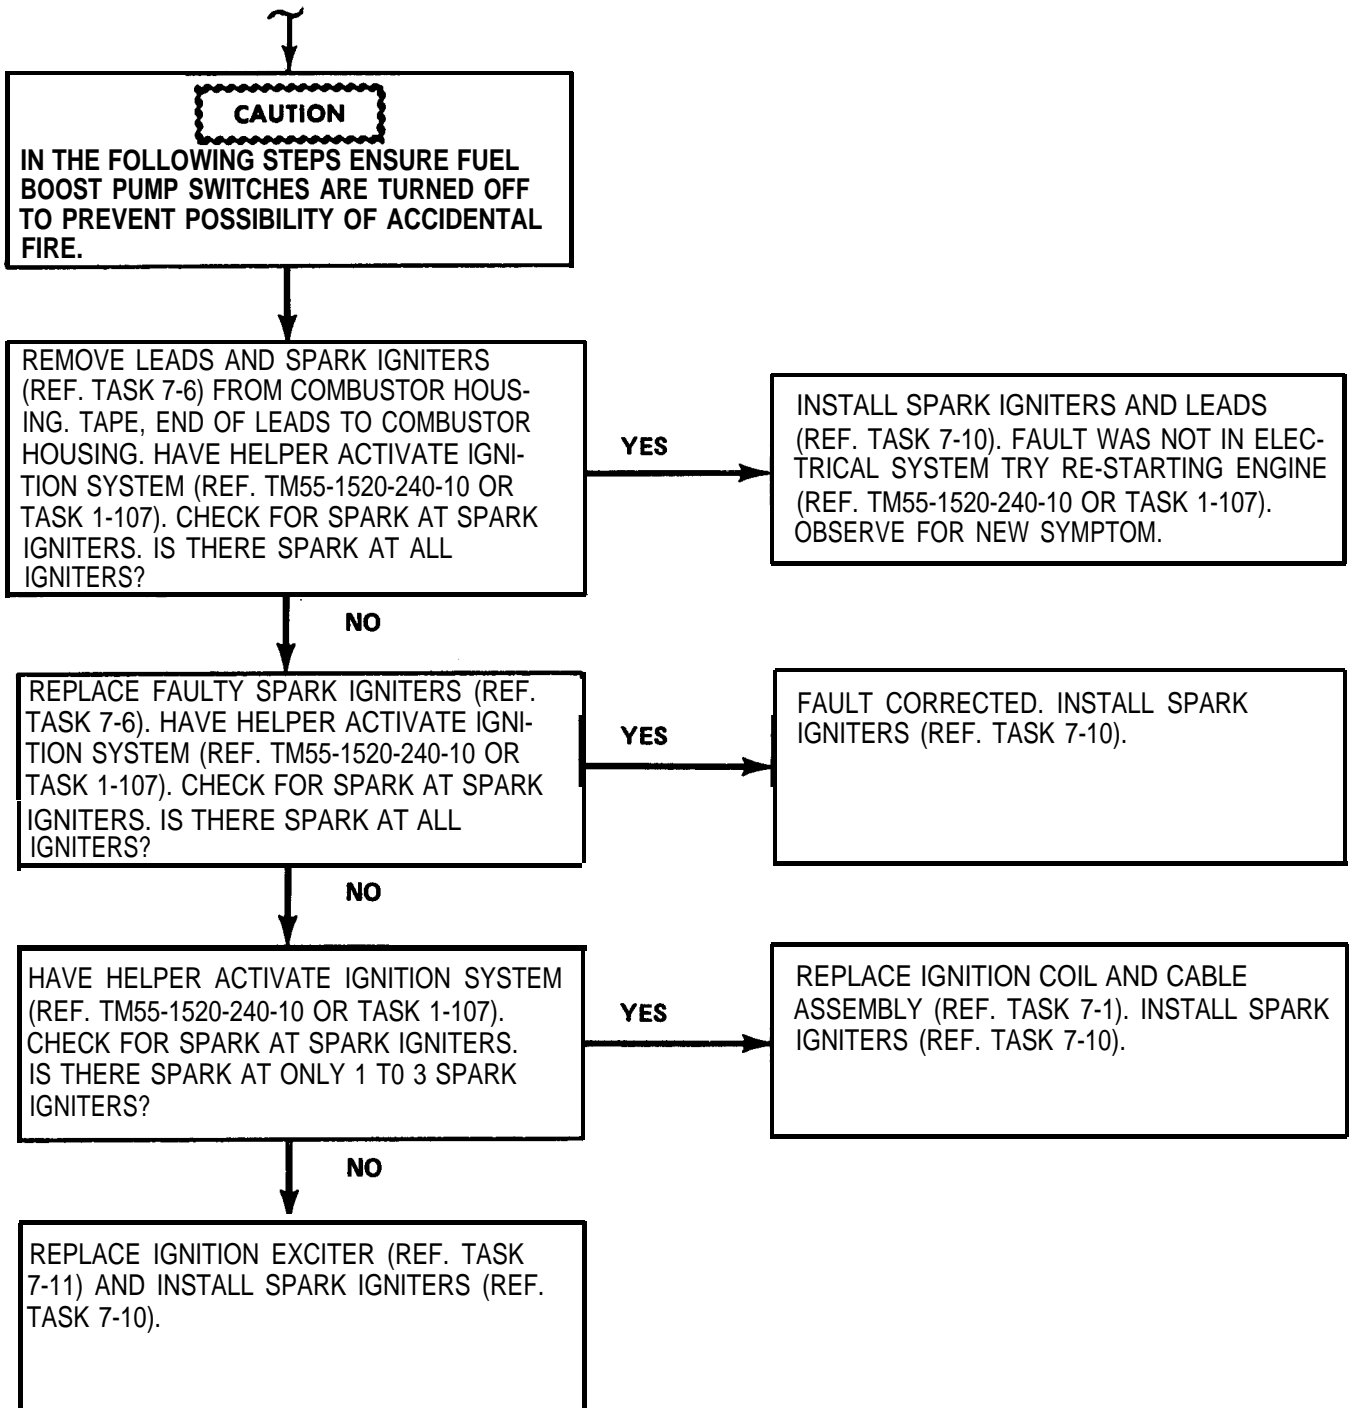 CAUTION
IN THE FOLLOWING STEPS ENSURE FUEL
BOOST PUMP SWITCHES ARE TURNED OFF
TO PREVENT POSSIBILITY OF ACCIDENTAL
FIRE.
REMOVE LEADS AND SPARK IGNITERS
(REF. TASK 7-6) FROM COMBUSTOR HOUS-
ING. TAPE, END OF LEADS TO COMBUSTOR
HOUSING. HAVE HELPER ACTIVATE IGNI-
TION SYSTEM (REF. TM55-1520-240-10 OR
TASK 1-107). CHECK FOR SPARK AT SPARK
IGNITERS. IS THERE SPARK AT ALL
IGNITERS?
YES
INSTALL SPARK IGNITERS AND LEADS
(REF. TASK 7-10). FAULT WAS NOT IN ELEC-
TRICAL SYSTEM TRY RE-STARTING ENGINE
(REF. TM55-1520-240-10 OR TASK 1-107).
OBSERVE FOR NEW SYMPTOM.
NO
REPLACE FAULTY SPARK IGNITERS (REF.
TASK 7-6). HAVE HELPER ACTIVATE IGNI-
TION SYSTEM (REF. TM55-1520-240-10 OR
TASK 1-107). CHECK FOR SPARK AT SPARK
IGNITERS. IS THERE SPARK AT ALL
IGNITERS?
YES
FAULT CORRECTED. INSTALL SPARK
IGNITERS (REF. TASK 7-10).
NO
HAVE HELPER ACTIVATE IGNITION SYSTEM
(REF. TM55-1520-240-10 OR TASK 1-107).
CHECK FOR SPARK AT SPARK IGNITERS.
IS THERE SPARK AT ONLY 1 T0 3 SPARK
IGNITERS?
YES
REPLACE IGNITION COIL AND CABLE
ASSEMBLY (REF. TASK 7-1). INSTALL SPARK
IGNITERS (REF. TASK 7-10).
NO
REPLACE IGNITION EXCITER (REF. TASK
7-11) AND INSTALL SPARK IGNITERS (REF.
TASK 7-10).